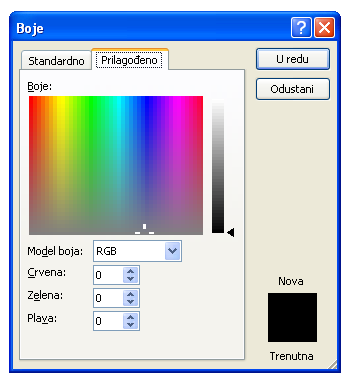 Boje
Standardno Prilagođeno
U redu
Odustani
Boje:
Model boja: RGB
Crvena: 0
Zelena: 0
Plava: 0
Nova
Trenutna